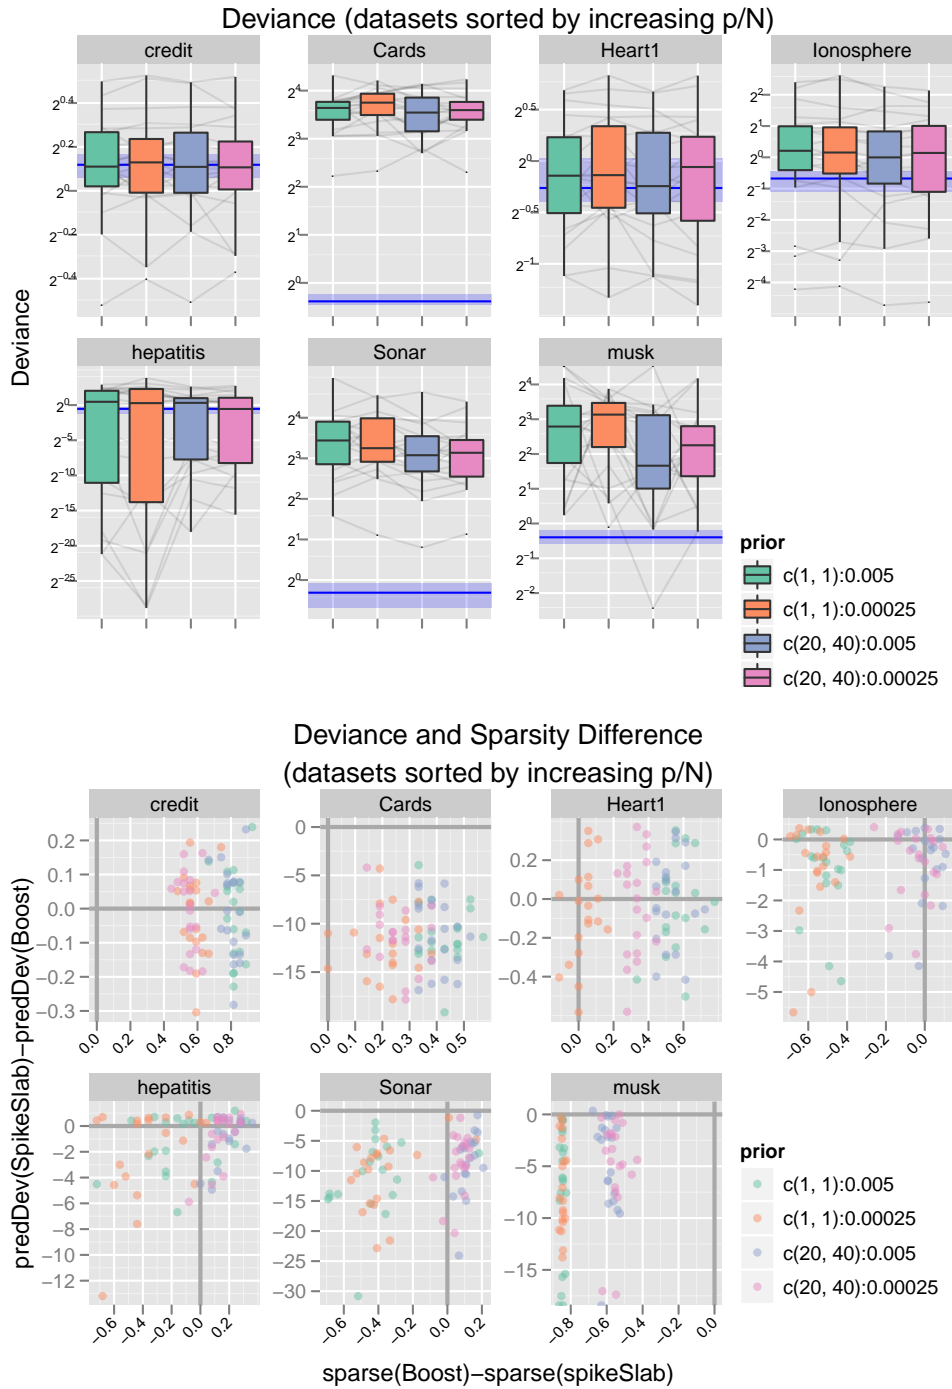 Deviance (datasets sorted by increasing p/N)
credit
Cards
Heart1
Ionosphere
Deviance
2^0.4
2^0.2
2^0
2^−0.2
2^−0.4
2^4
2^3
2^2
2^1
2^0
2^0.5
2^0
2^−0.5
2^−1
2^2
2^1
2^0
2^−1
2^−2
2^−3
2^−4
hepatitis
Sonar
musk
2^0
2^−5
2^−10
2^−15
2^−20
2^−25
2^4
2^3
2^2
2^1
2^0
2^4
2^3
2^2
2^1
2^0
2^−1
2^−2
prior
c(1, 1):0.005
c(1, 1):0.00025
c(20, 40):0.005
c(20, 40):0.00025
Deviance and Sparsity Difference
(datasets sorted by increasing p/N)
credit
Cards
Heart1
Ionosphere
predDev(SpikeSlab)−predDev(Boost)
0.2
0.1
0.0
−0.1
−0.2
−0.3
0.0 0.2 0.4 0.6 0.8
0
−5
−10
−15
0.0 0.1 0.2 0.3 0.4 0.5
0.2
0.0
−0.2
−0.4
0.0 0.2 0.4 0.6
0
−1
−2
−3
−4
−5
−0.6 −0.4 −0.2 0.0
hepatitis
Sonar
musk
0
−2
−4
−6
−8
−10
−12
−0.6 −0.4 −0.2 0.0 0.2
0
−5
−10
−15
−20
−25
−30
−0.6 −0.4 −0.2 0.0 0.2
0
−5
−10
−15
−0.8 −0.6 −0.4 −0.2 0.0
prior
c(1, 1):0.005
c(1, 1):0.00025
c(20, 40):0.005
c(20, 40):0.00025
sparse(Boost)−sparse(spikeSlab)